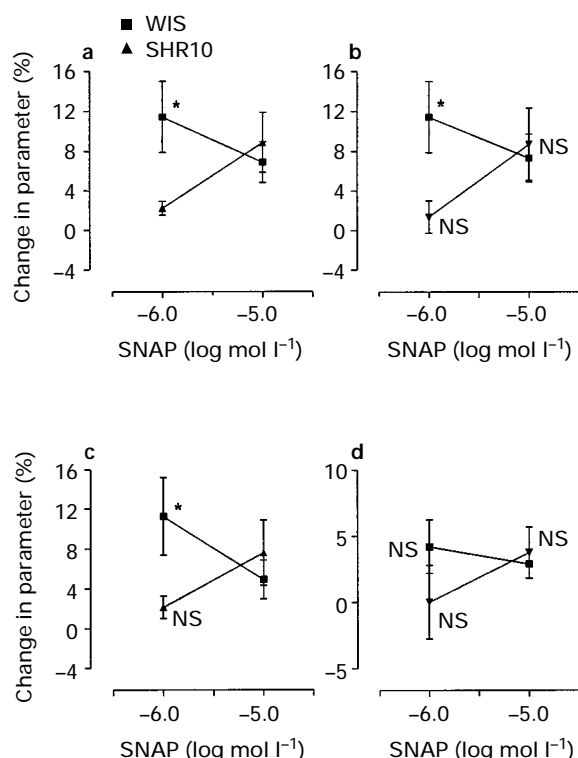 WIS
SHR10
a
b
16
12
8
4
0
−4
*
Change in parameter (%)
−6.0 −5.0
SNAP (log mol l⁻¹)
16
12
8
4
0
−4
*
NS
NS
−6.0 −5.0
SNAP (log mol l⁻¹)
c
d
16
12
8
4
0
−4
*
NS
Change in parameter (%)
−6.0 −5.0
SNAP (log mol l⁻¹)
10
5
0
−5
NS
NS
NS
−6.0 −5.0
SNAP (log mol l⁻¹)